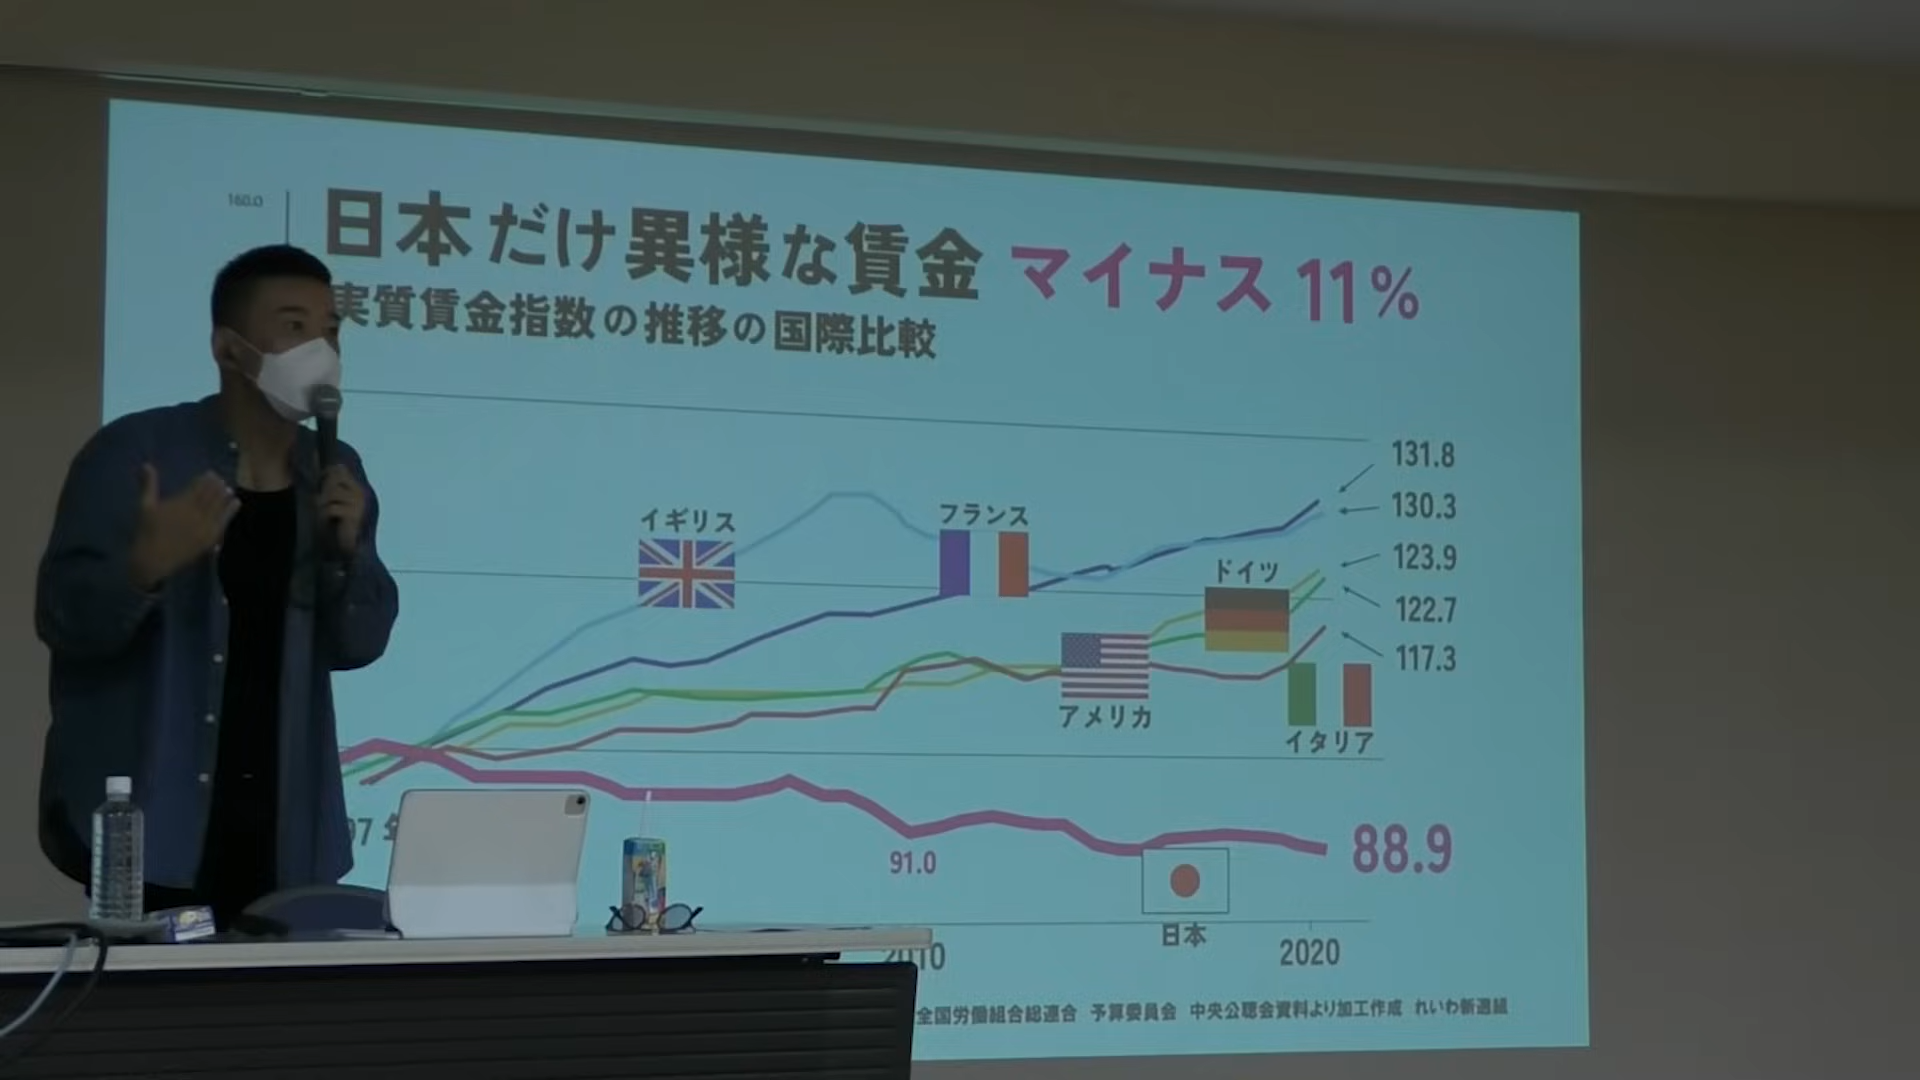 160.0
日本だけ異様な賃金 マイナス 11%
実質賃金指数の推移の国際比較
131.8
イギリス
フランス
130.3
ドイツ
123.9
122.7
117.3
アメリカ
イタリア
97 年
91.0
88.9
日本
2010
2020
全国労働組合総連合 予算委員会 中央公聴会資料より加工作成 れいわ新選組